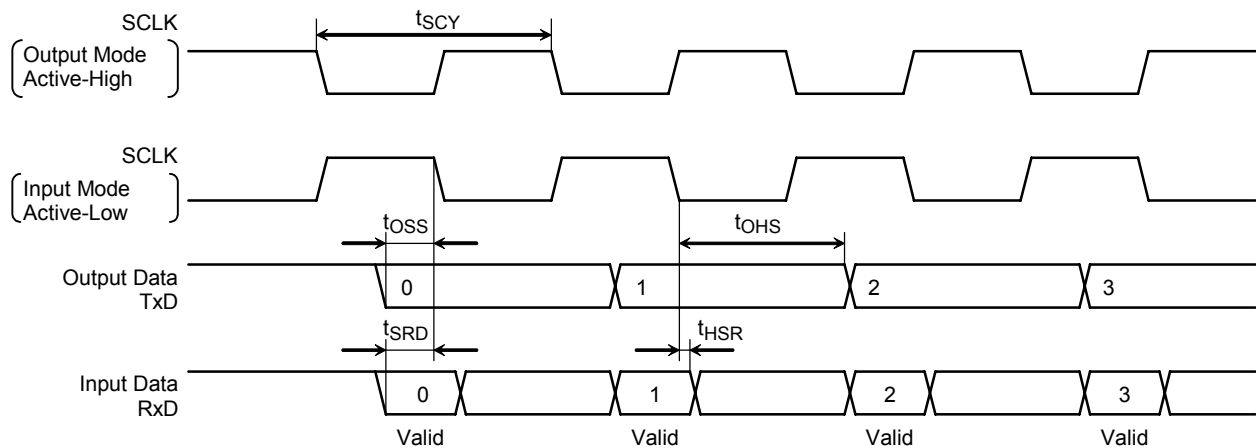 SCLK
tSCY
Output Mode
Active-High
SCLK
Input Mode
Active-Low
tOSS
tOHS
Output Data
TxD
0
1
2
3
tSRD
tHSR
Input Data
RxD
0
1
2
3
Valid
Valid
Valid
Valid